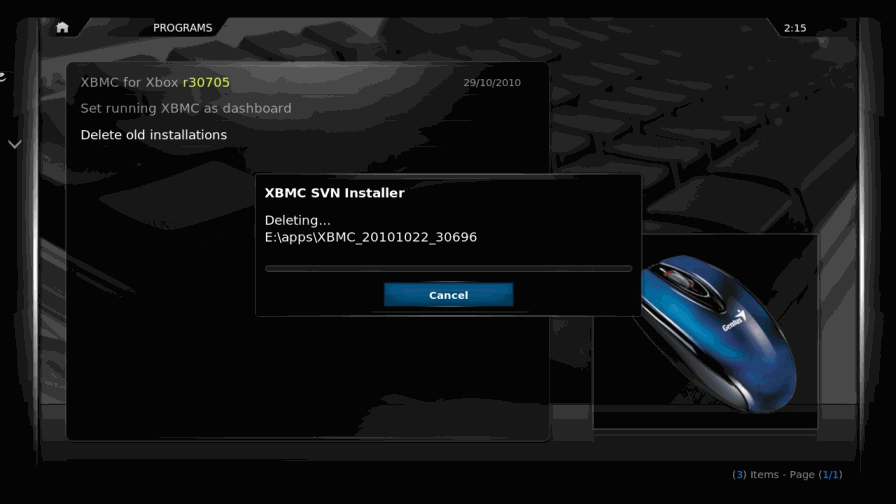 PROGRAMS
2:15
XBMC for Xbox r30705
29/10/2010
Set running XBMC as dashboard
Delete old installations
XBMC SVN Installer
Deleting...
E:\apps\XBMC_20101022_30696
Cancel
Genius
(3) Items - Page (1/1)